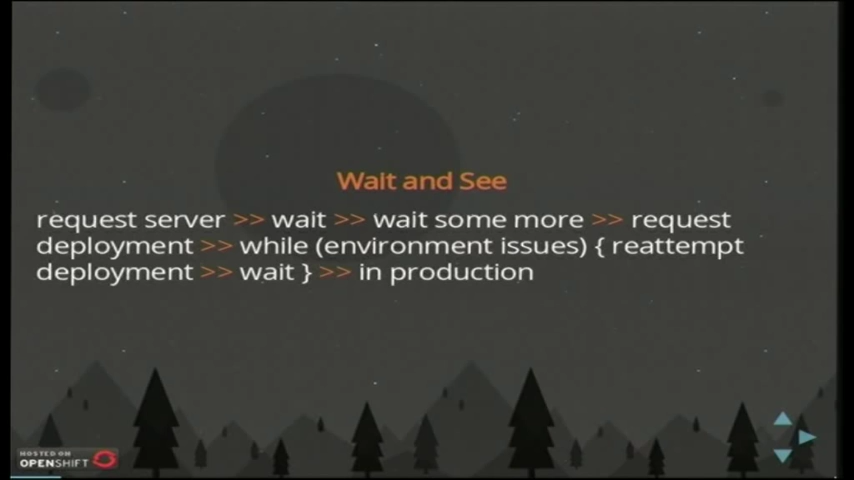 Wait and See
request server >> wait >> wait some more >> request
deployment >> while (environment issues) { reattempt
deployment >> wait } >> in production
HOSTED ON
OPENSHIFT